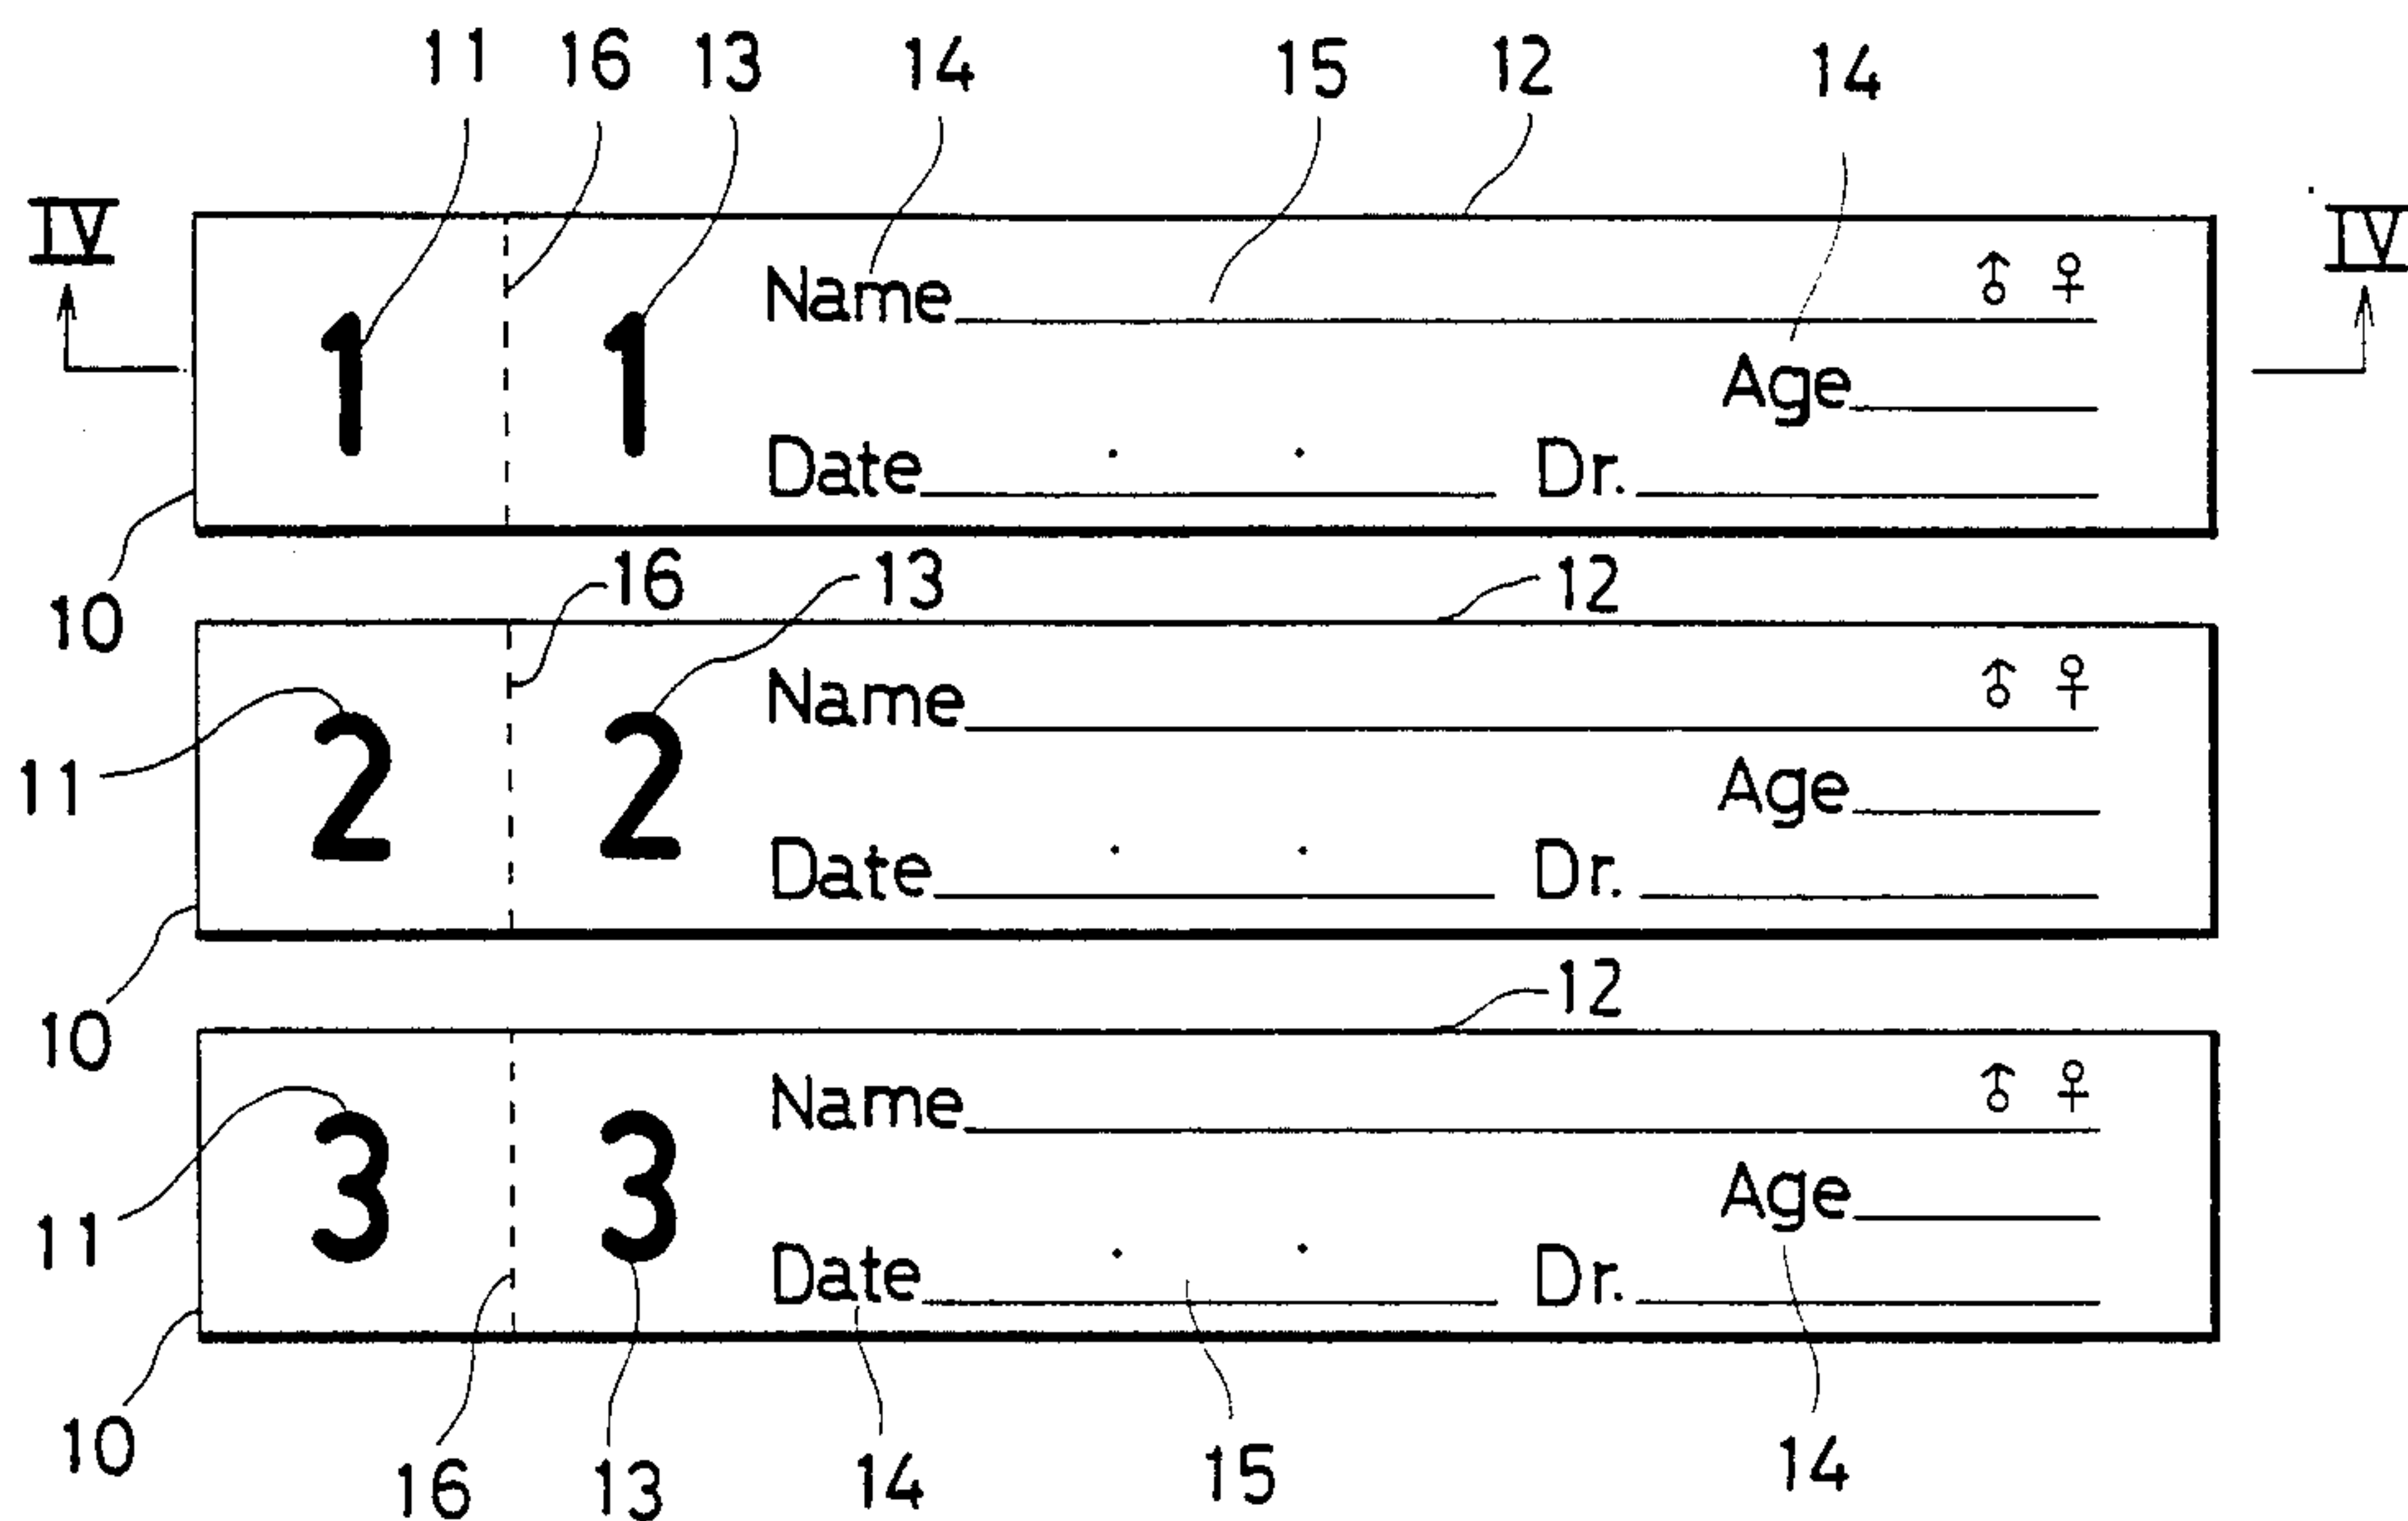 11 16 13 14 15 12 14
IV IV
Name ♂ ♀
1 1
Age
Date . . Dr.
10 16 13 12
Name ♂ ♀
11 2 2
Age
Date . . Dr.
10 12
Name ♂ ♀
11 3 3
Age
Date . . Dr.
10 16 13 14 15 14